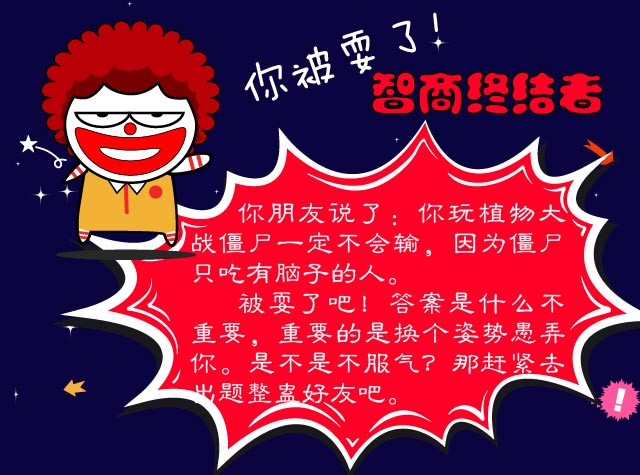 你被耍了！
智商终结者
你朋友说了：你玩植物大
战僵尸一定不会输，因为僵尸
只吃有脑子的人。
被耍了吧！答案是什么不
重要，重要的是换个姿势愚弄
你。是不是不服气？那赶紧去
出题整蛊好友吧。
!